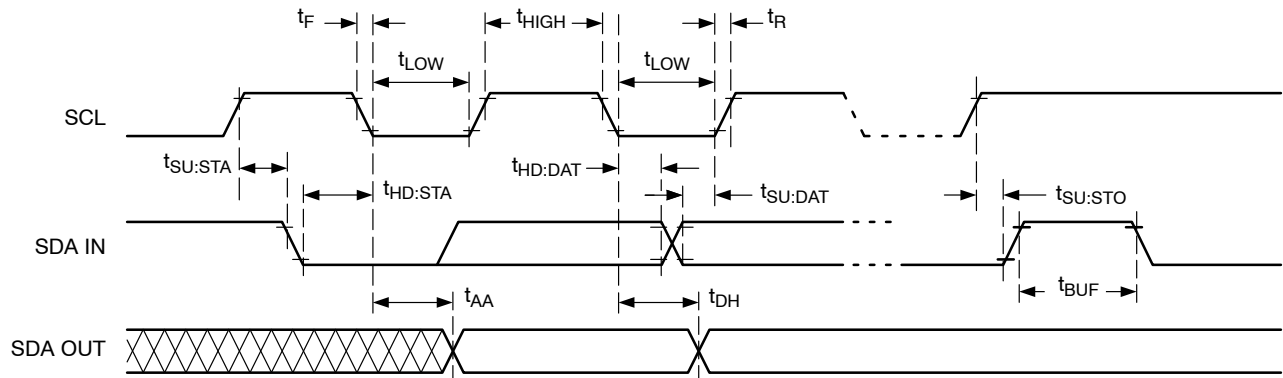 tF
tHIGH
tR
tLOW
tLOW
SCL
tSU:STA
tHD:STA
tHD:DAT
tSU:DAT
tSU:STO
SDA IN
tBUF
tAA
tDH
SDA OUT